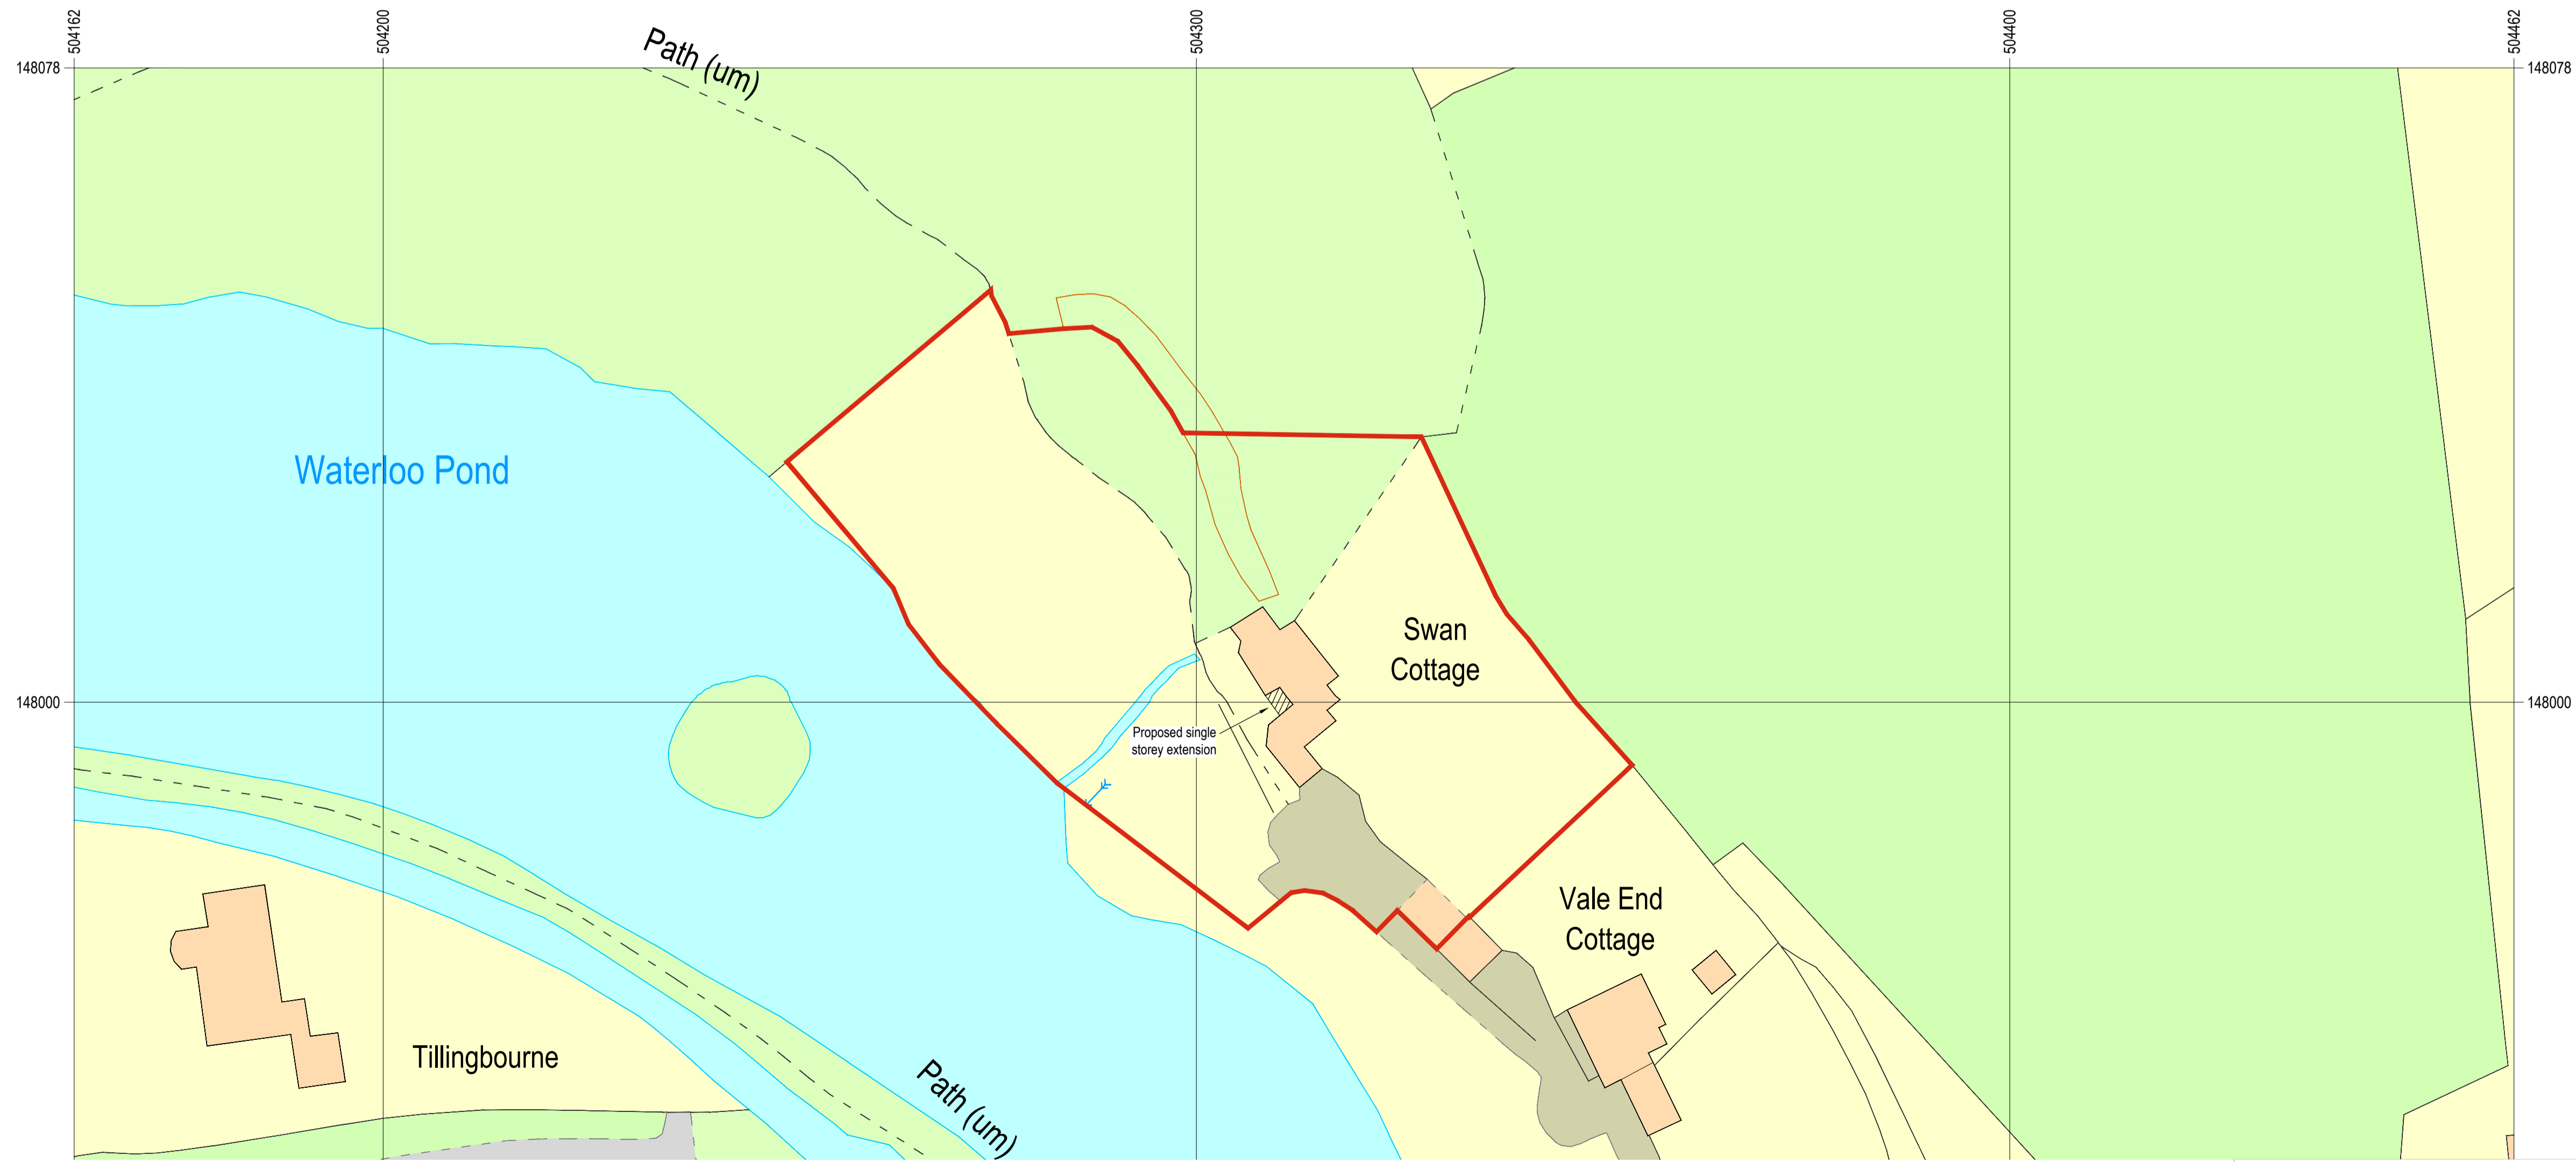 504162
504200
504300
504400
504462
148078
148078
Path (um)
Waterloo Pond
Swan
Cottage
148000
148000
Proposed single
storey extension
Vale End
Cottage
Tillingbourne
Path (um)